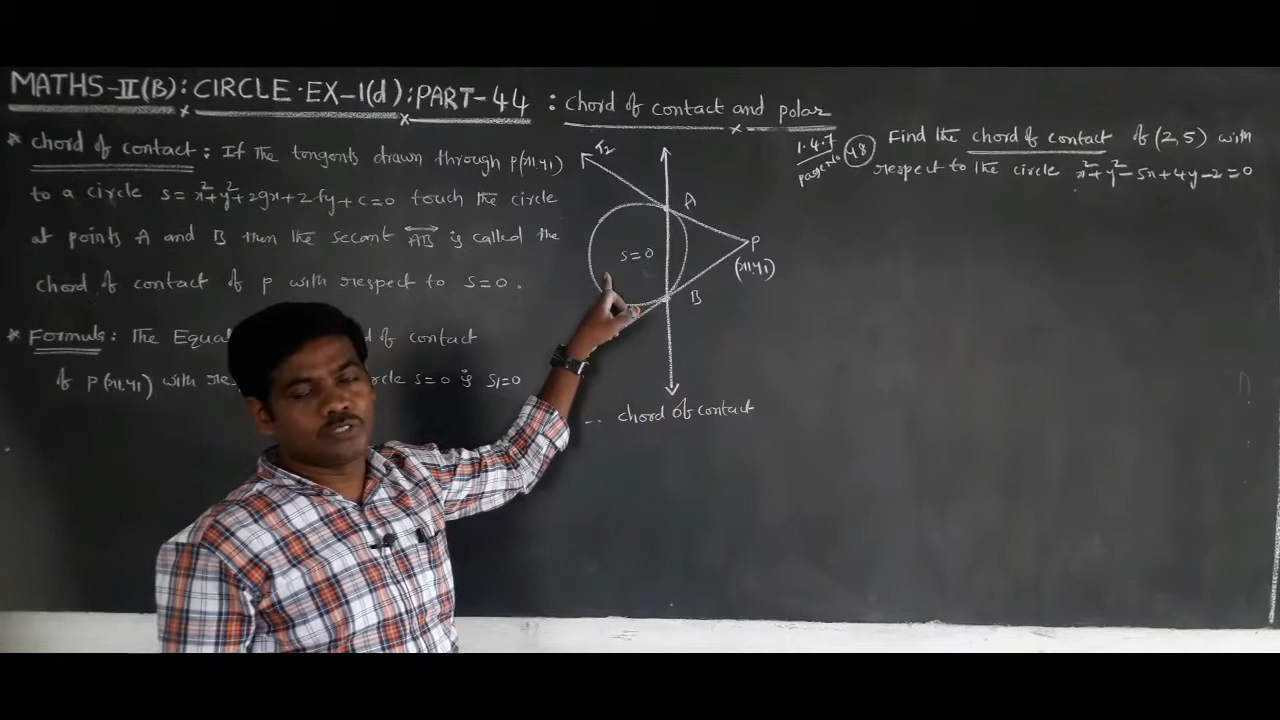 MATHS-II(B): CIRCLE.EX-1(d); PART-44 : chord of contact and polar
* chord of contact: If the tangents drawn through P(x1,y1)
to a circle S = x²+y²+2gx+2fy+c=0 touch the circle
at points A and B then the secant AB is called the
chord of contact of P with respect to S=0.
* Formula: The Equa of contact
of P(x1,y1) with res rcle S=0 is S1=0
T2
A
S=0
P
(x1,y1)
B
chord of contact
1.4.7
48
Find the chord of contact of (2,5) with
respect to the circle x²+y²-5x+4y-2=0